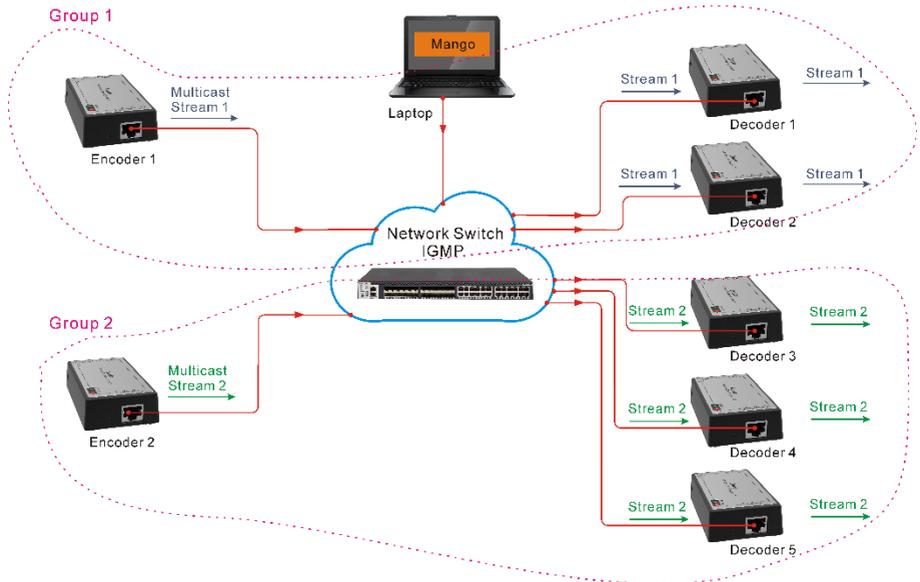 Group 1
Mango
Laptop
Multicast
Stream 1
Encoder 1
Stream 1
Stream 1
Decoder 1
Stream 1
Stream 1
Decoder 2
Network Switch
IGMP
Group 2
Multicast
Stream 2
Encoder 2
Stream 2
Stream 2
Decoder 3
Stream 2
Stream 2
Decoder 4
Stream 2
Stream 2
Decoder 5